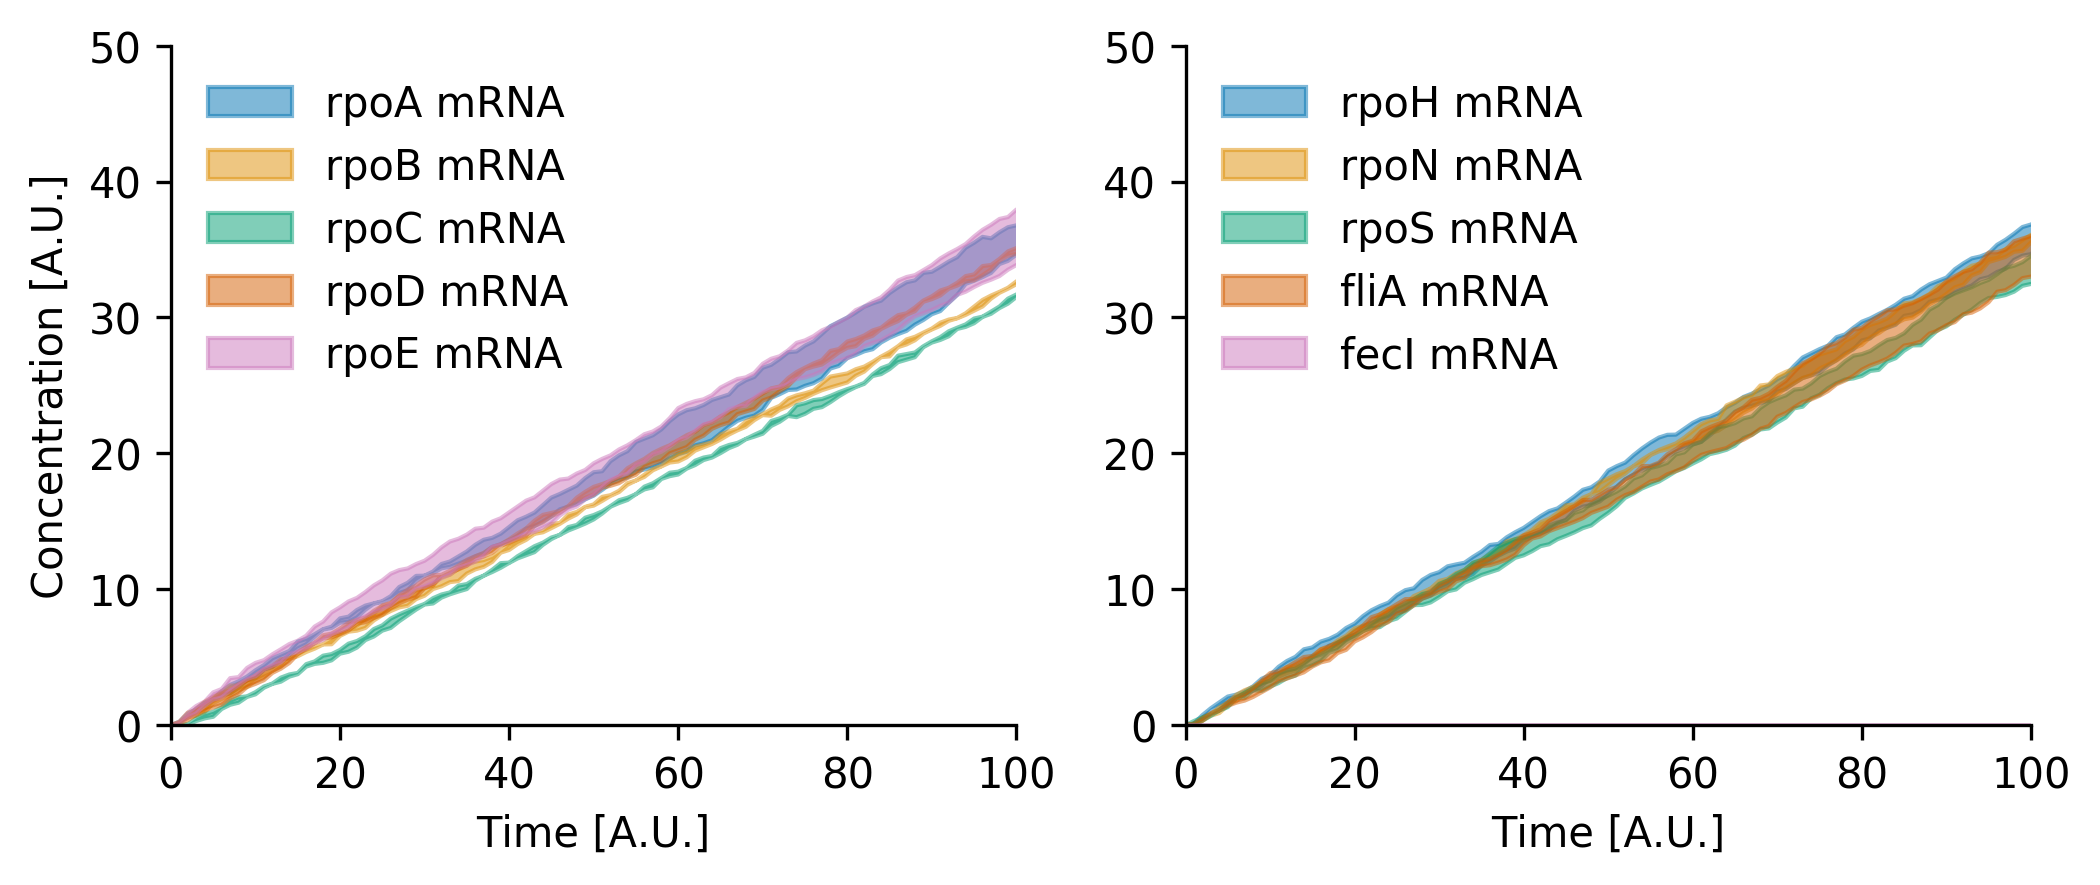 50
40
30
20
10
0
Concentration [A.U.]
rpoA mRNA
rpoB mRNA
rpoC mRNA
rpoD mRNA
rpoE mRNA
0 20 40 60 80 100
Time [A.U.]
50
40
30
20
10
0
rpoH mRNA
rpoN mRNA
rpoS mRNA
fliA mRNA
fecI mRNA
0 20 40 60 80 100
Time [A.U.]